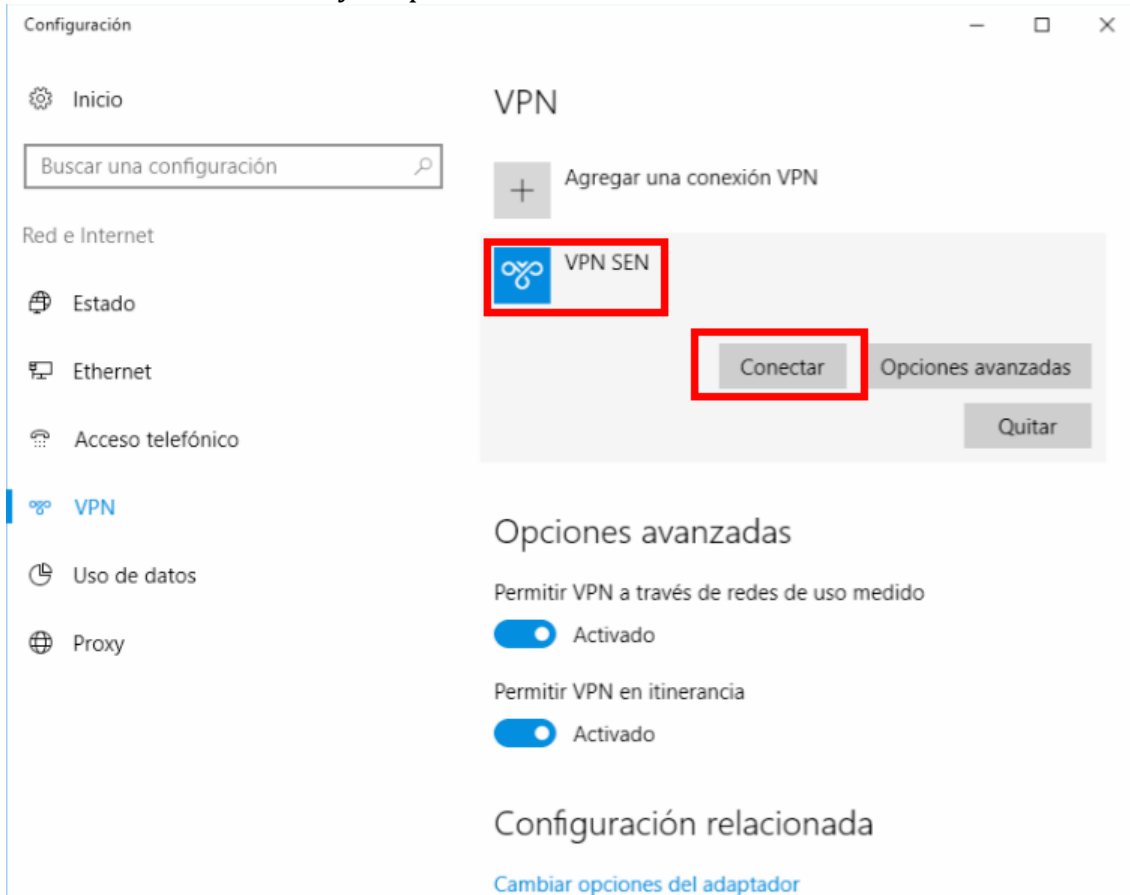 Configuración
Inicio
Buscar una configuración
Red e Internet
Estado
Ethernet
Acceso telefónico
VPN
Uso de datos
Proxy
VPN
Agregar una conexión VPN
VPN SEN
Conectar
Opciones avanzadas
Quitar
Opciones avanzadas
Permitir VPN a través de redes de uso medido
Activado
Permitir VPN en itinerancia
Activado
Configuración relacionada
Cambiar opciones del adaptador